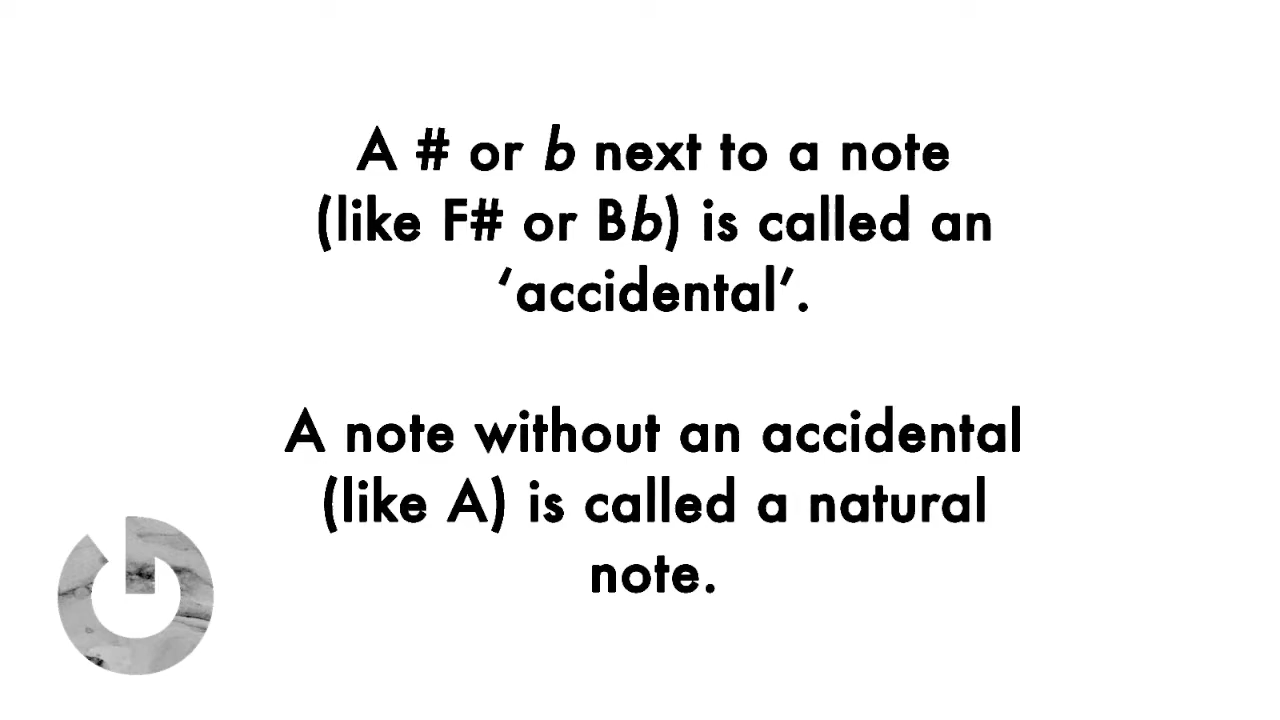 A # or b next to a note
(like F# or Bb) is called an
‘accidental’.
A note without an accidental
(like A) is called a natural
note.